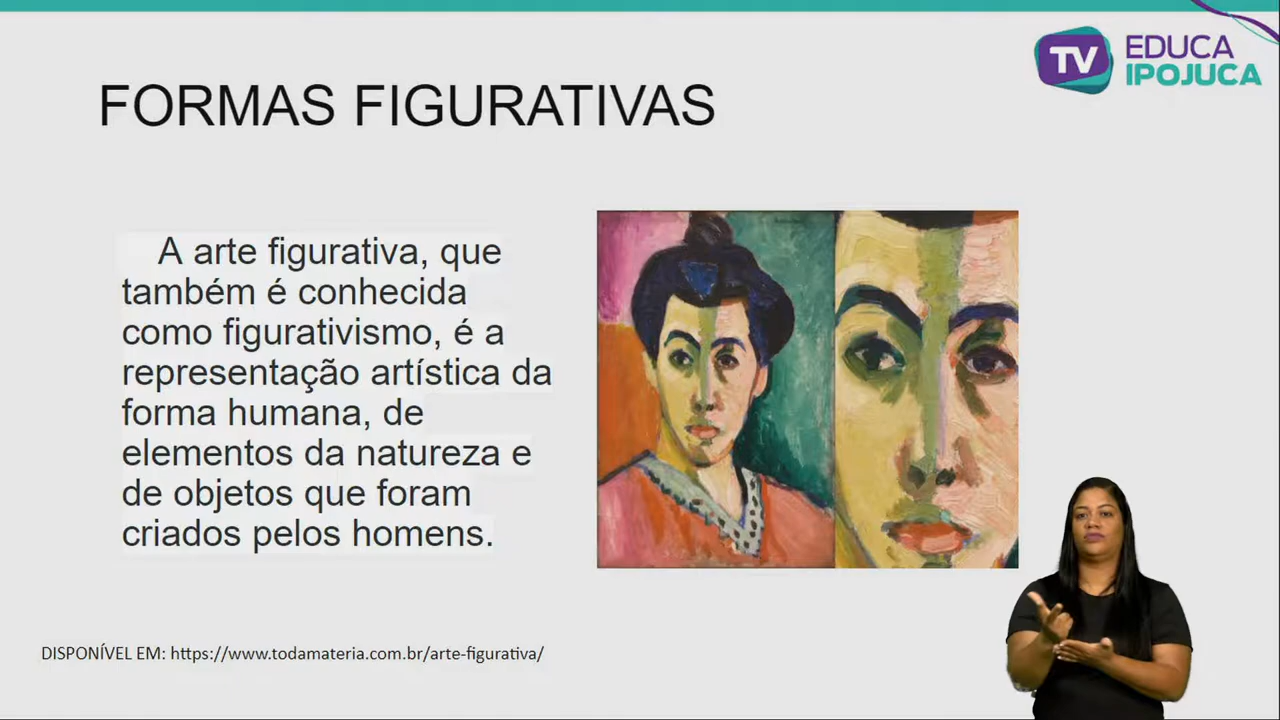 TV EDUCA
IPOJUCA
FORMAS FIGURATIVAS
A arte figurativa, que
também é conhecida
como figurativismo, é a
representação artística da
forma humana, de
elementos da natureza e
de objetos que foram
criados pelos homens.
DISPONÍVEL EM: https://www.todamateria.com.br/arte-figurativa/